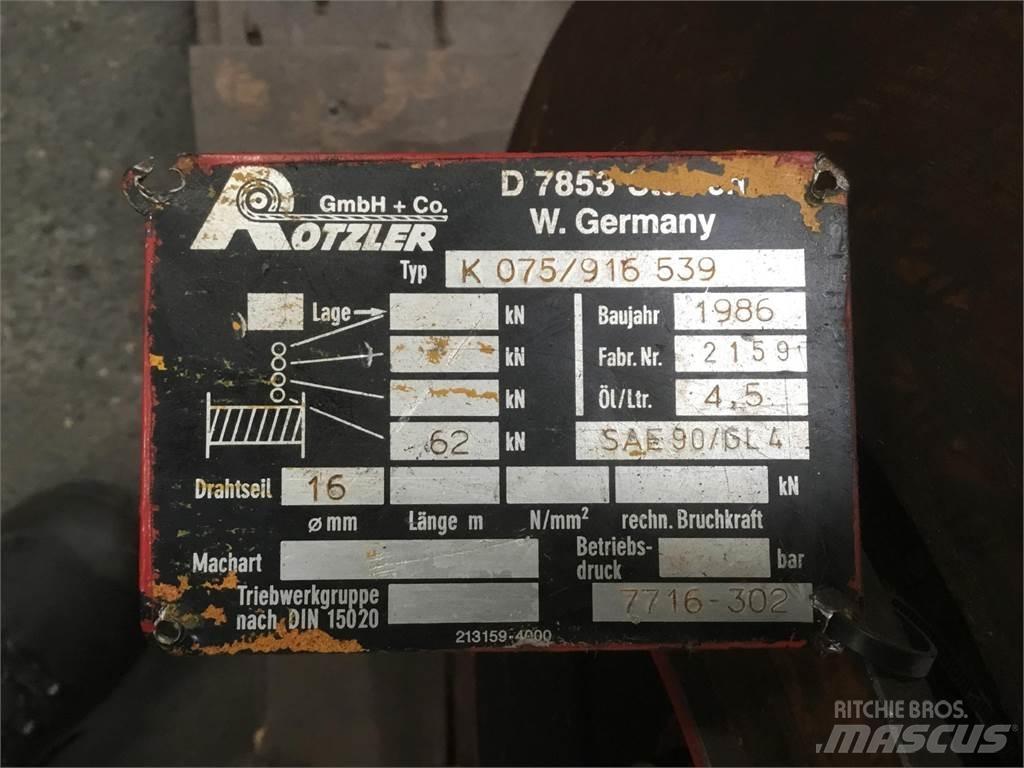 GmbH + Co.
ROTZLER
D 7853
W. Germany
Typ K 075/916 539
Lage kN
kN
kN
62 kN
Baujahr 1986
Fabr. Nr. 2159
Öl/Ltr. 4,5
SAE 90/GL 4
Drahtseil 16 kN
ø mm Länge m N/mm² rechn. Bruchkraft
Machart
Betriebs-
druck bar
Triebwerkgruppe
nach DIN 15020
7716-302
213159-4000
RITCHIE BROS.
MASCUS